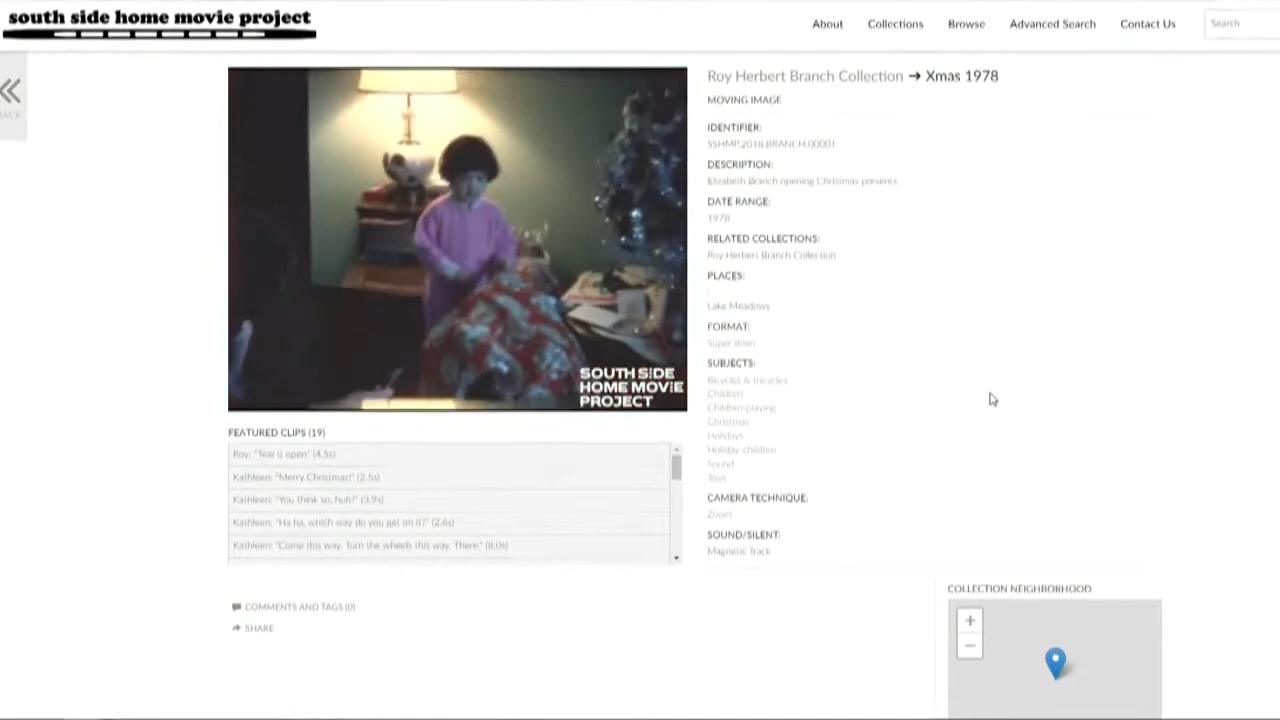 south side home movie project
About Collections Browse Advanced Search Contact Us Search
BACK
Roy Herbert Branch Collection → Xmas 1978
MOVING IMAGE
IDENTIFIER:
SSHMP.2018.BRANCH.00001
DESCRIPTION:
Elizabeth Branch opening Christmas presents
DATE RANGE:
1978
RELATED COLLECTIONS:
Roy Herbert Branch Collection
PLACES:
Lake Meadows
FORMAT:
Super 8mm
SUBJECTS:
Bicycles & tricycles
Children
Children-playing
Christmas
Holidays
Holiday children
Sound
Toys
CAMERA TECHNIQUE:
Zoom
SOUND/SILENT:
Magnetic Track
SOUTH SIDE
HOME MOVIE
PROJECT
FEATURED CLIPS (19)
Roy: "Tear it open" (4.5s)
Kathleen: "Merry Christmas!" (2.5s)
Kathleen: "You think so, huh?" (3.9s)
Kathleen: "Ha ha, which way do you get on it?" (2.6s)
Kathleen: "Come this way. Turn the wheels this way. There." (8.0s)
COMMENTS AND TAGS (0)
SHARE
COLLECTION NEIGHBORHOOD
+
−